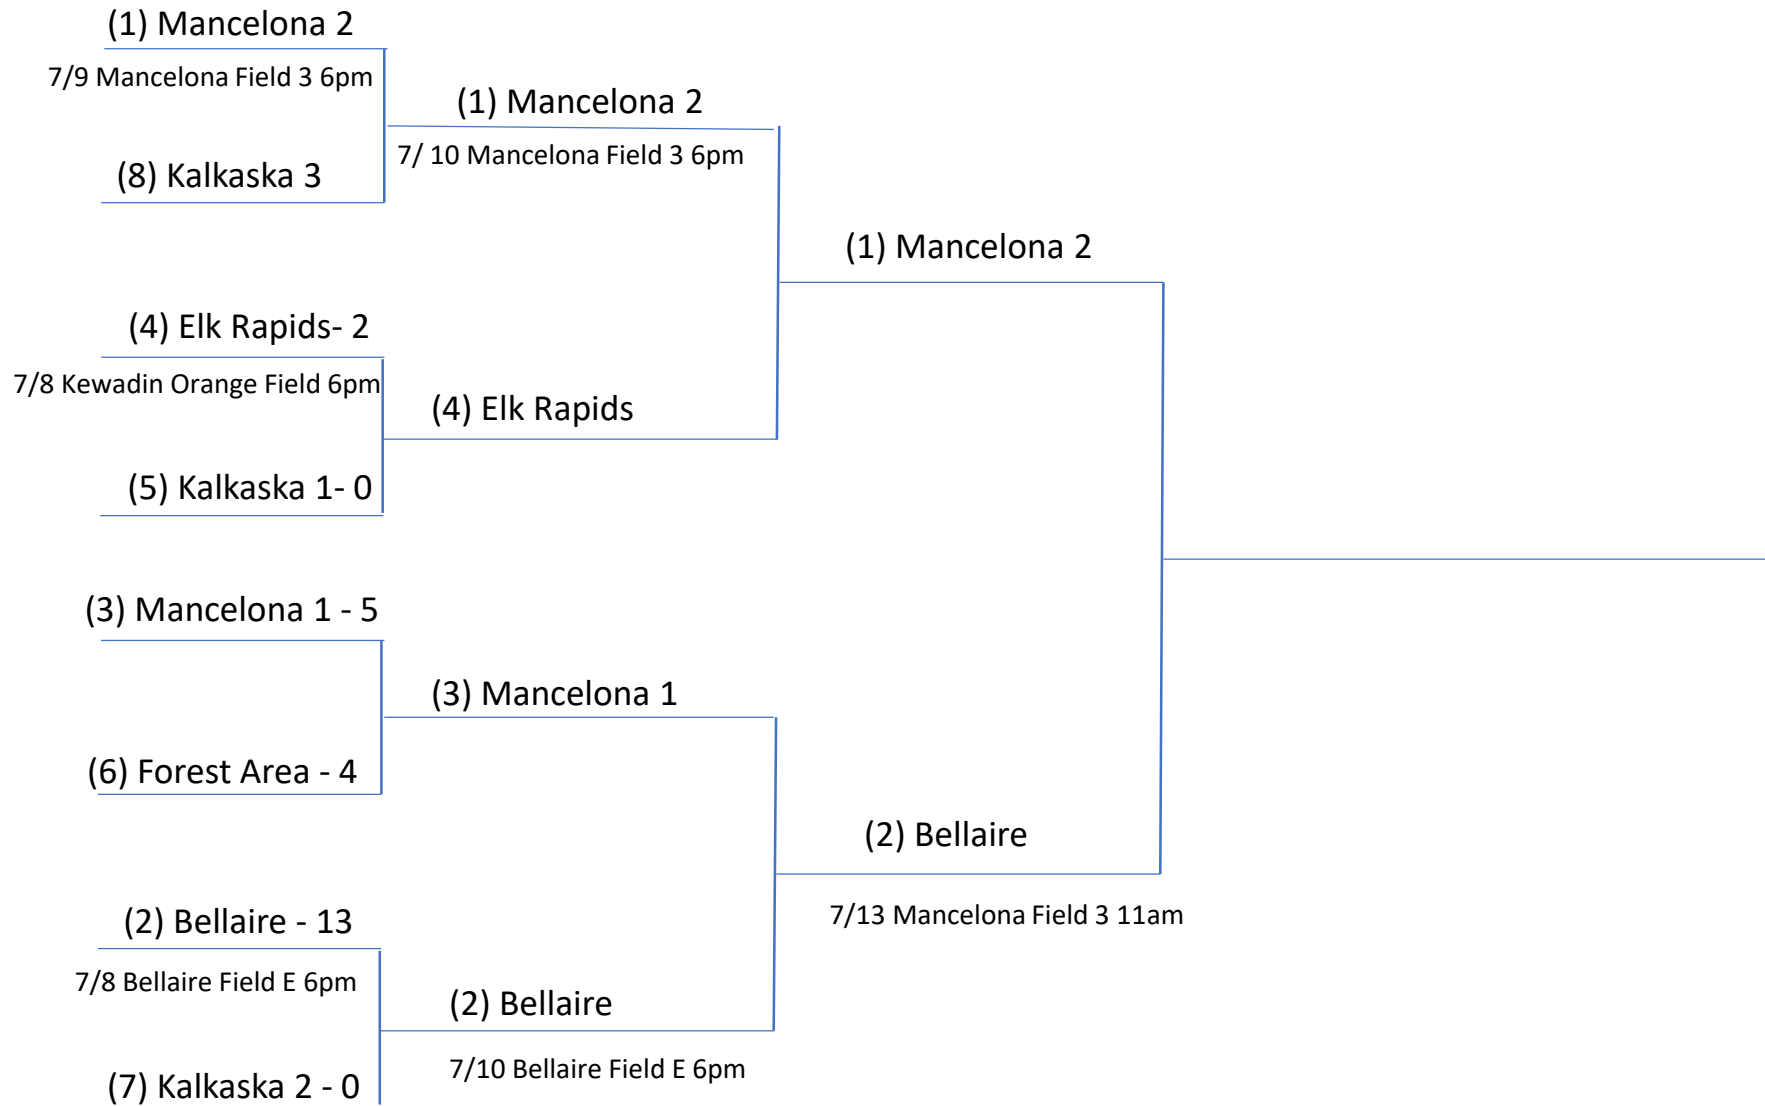 (1) Mancelona 2
7/9 Mancelona Field 3 6pm
(8) Kalkaska 3
(4) Elk Rapids- 2
7/8 Kewadin Orange Field 6pm
(5) Kalkaska 1- 0
(3) Mancelona 1 - 5
(6) Forest Area - 4
(2) Bellaire - 13
7/8 Bellaire Field E 6pm
(7) Kalkaska 2 - 0
(1) Mancelona 2
7/ 10 Mancelona Field 3 6pm
(4) Elk Rapids
(3) Mancelona 1
(2) Bellaire
7/10 Bellaire Field E 6pm
(1) Mancelona 2
(2) Bellaire
7/13 Mancelona Field 3 11am